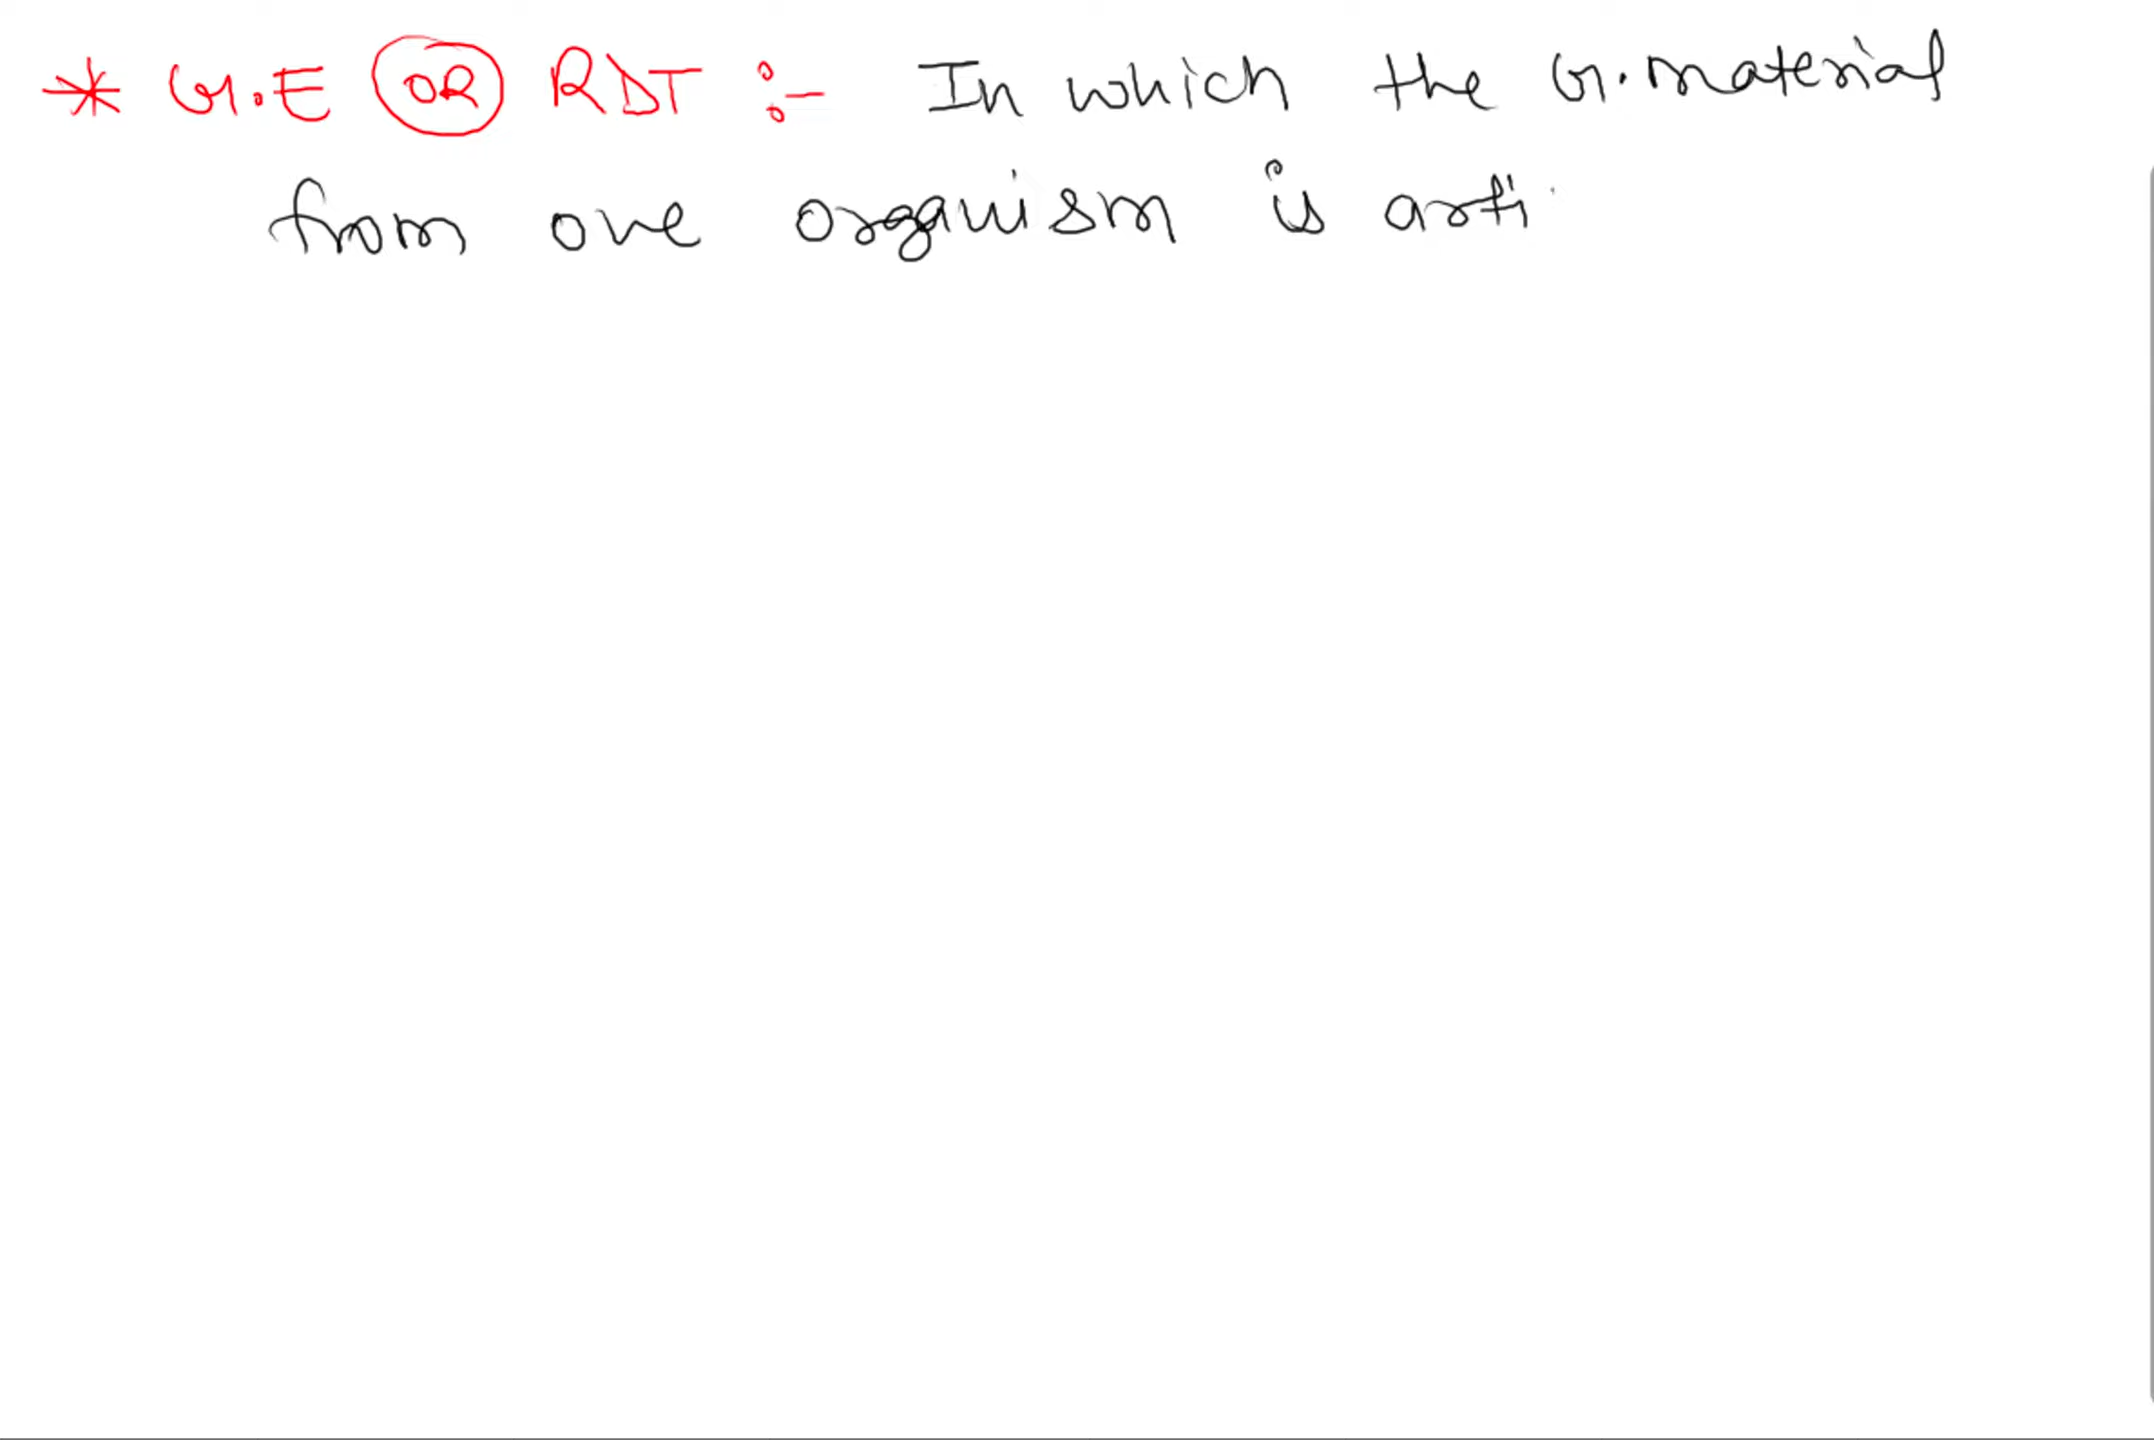 * G.E OR RDT :- In which the G.material
from one organism is arti